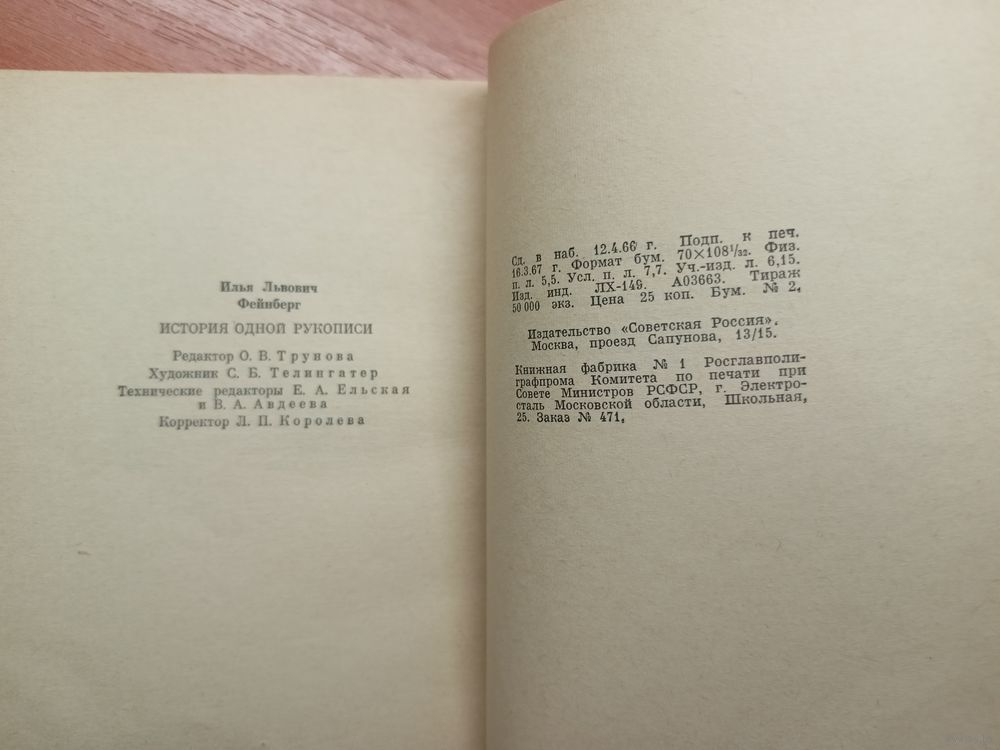 Илья Львович
Фейнберг
ИСТОРИЯ ОДНОЙ РУКОПИСИ
Редактор О. В. Трунова
Художник С. Б. Телингатер
Технические редакторы Е. А. Ельская
и В. А. Авдеева
Корректор Л. П. Королева
Сд. в наб. 12.4.66 г. Подп. к печ.
16.3.67 г. Формат бум. 70×108¹/₃₂. Физ.
п. л. 5,5. Усл. п. л. 7,7. Уч.-изд. л. 6,15.
Изд. инд. ЛХ-149. А03663. Тираж
50 000 экз. Цена 25 коп. Бум. № 2.
Издательство «Советская Россия».
Москва, проезд Сапунова, 13/15.
Книжная фабрика № 1 Росглавполи-
графпрома Комитета по печати при
Совете Министров РСФСР, г. Электро-
сталь Московской области, Школьная,
25. Заказ № 471.